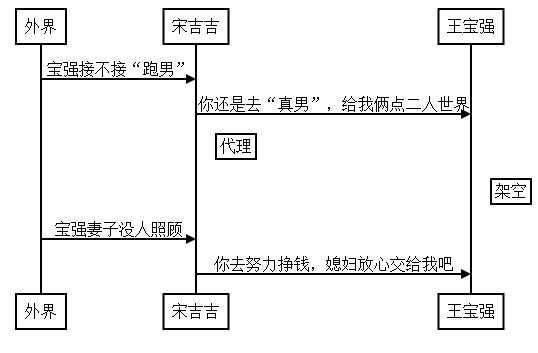 外界
宋吉吉
王宝强
宝强接不接“跑男”
你还是去“真男”，给我俩点二人世界
代理
架空
宝强妻子没人照顾
你去努力挣钱，媳妇放心交给我吧
外界
宋吉吉
王宝强